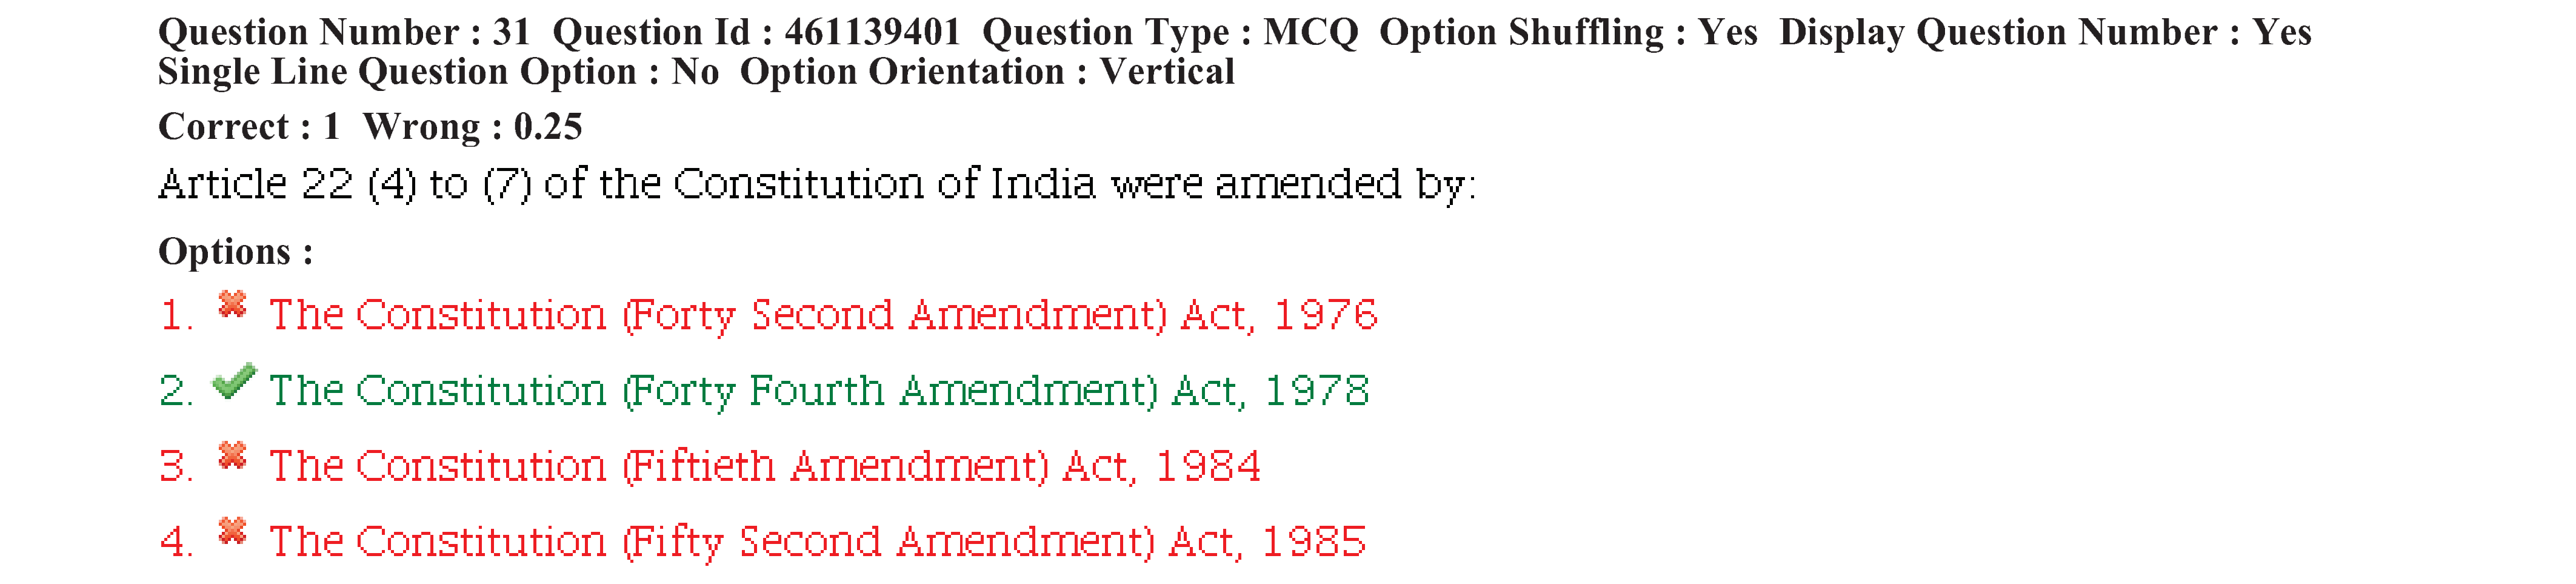 Question Number : 31 Question Id : 461139401 Question Type : MCQ Option Shuffling : Yes Display Question Number : Yes
Single Line Question Option : No Option Orientation : Vertical
Correct : 1 Wrong : 0.25
Article 22 (4) to (7) of the Constitution of India were amended by:
Options :
1. The Constitution (Forty Second Amendment) Act, 1976
2. The Constitution (Forty Fourth Amendment) Act, 1978
3. The Constitution (Fiftieth Amendment) Act, 1984
4. The Constitution (Fifty Second Amendment) Act, 1985